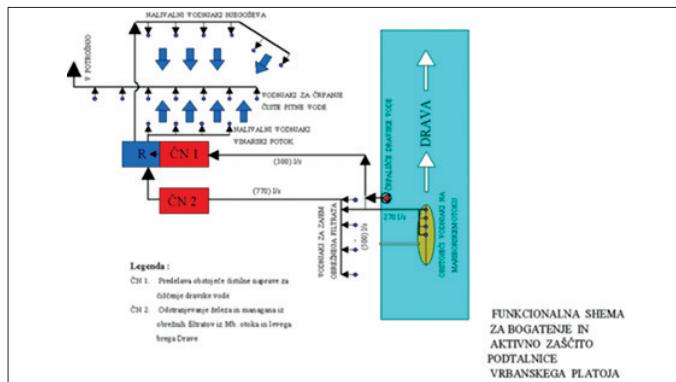 NALIVALNI VODNJAKI NJEGOŠEVA
V POTROŠNJO
VODNJAKI ZA ČRPANJE
ČISTE PITNE VODE
NALIVALNI VODNJAKI
VINARSKI POTOK
R
ČN 1
(300) l/s
ČN 2
(770) l/s
VODNJAKI ZA ZAJEM
OBREŽNEGA FILTRATA
(500) l/s
ČRPALIŠČE DRAVSKE VODE
270 l/s
DRAVA
OBSTOJEČI VODNJAKI NA
MARIBORSKEM OTOKU
Legenda :
ČN 1. Predelava obstoječe čistilne naprave za
čiščenje dravske vode
ČN 2. Odstranjevanje železa in mangana iz
obrežnih filtratov iz Mb. otoka in levega
brega Drave
FUNKCIONALNA SHEMA
ZA BOGATENJE IN
AKTIVNO ZAŠČITO
PODTALNICE
VRBANSKEGA PLATOJA